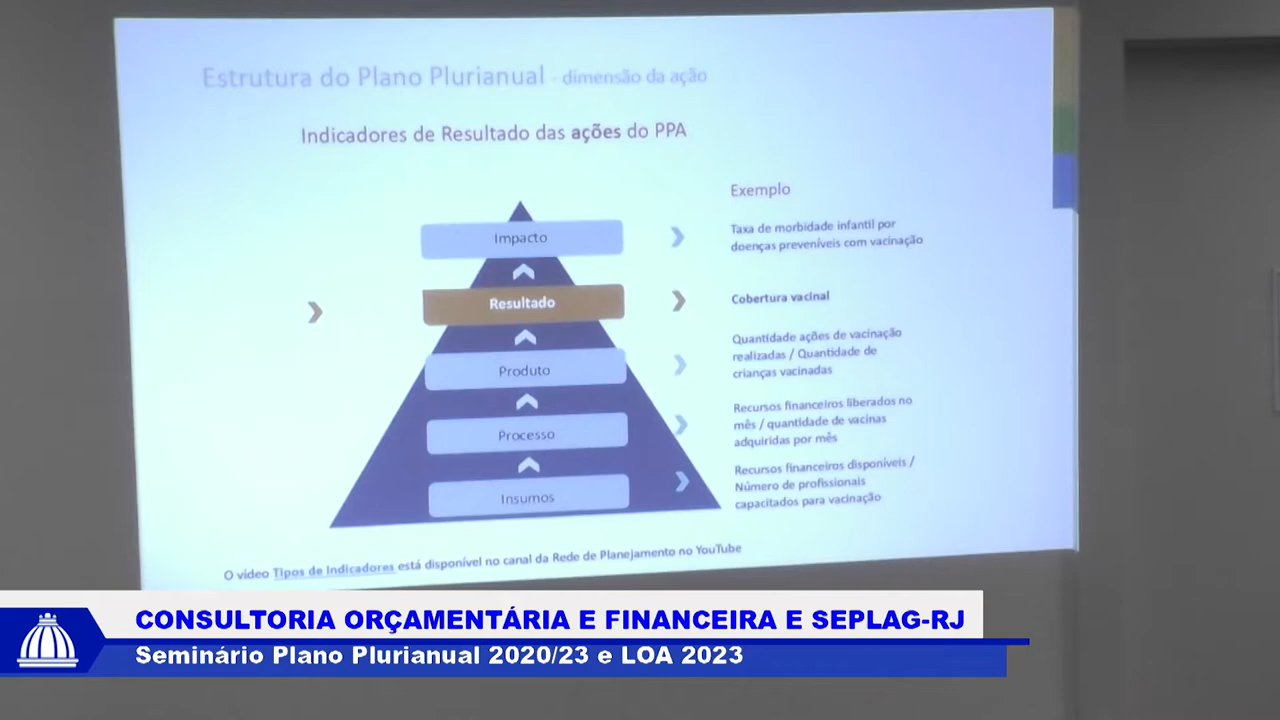 Estrutura do Plano Plurianual - dimensão da ação
Indicadores de Resultado das ações do PPA
Exemplo
Impacto
Taxa de morbidade infantil por
doenças preveníveis com vacinação
Resultado
Cobertura vacinal
Produto
Quantidade ações de vacinação
realizadas / Quantidade de
crianças vacinadas
Processo
Recursos financeiros liberados no
mês / quantidade de vacinas
adquiridas por mês
Insumos
Recursos financeiros disponíveis /
Número de profissionais
capacitados para vacinação
O vídeo Tipos de Indicadores está disponível no canal da Rede de Planejamento no YouTube
CONSULTORIA ORÇAMENTÁRIA E FINANCEIRA E SEPLAG-RJ
Seminário Plano Plurianual 2020/23 e LOA 2023